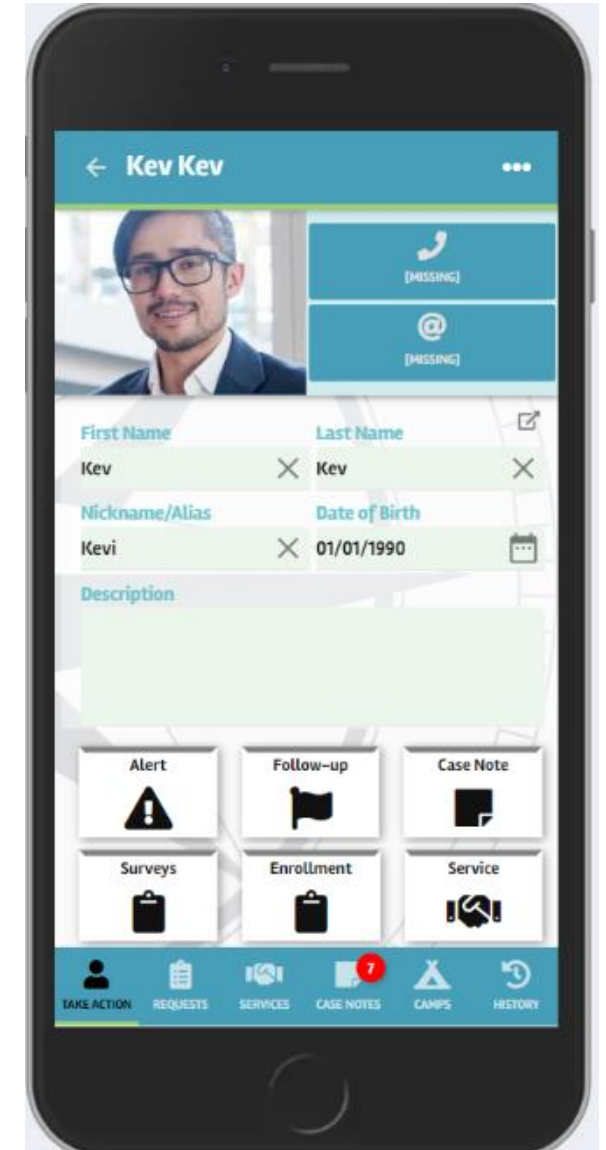 Kev Kev
[MISSING]
@
[MISSING]
First Name Last Name
Kev Kev
Nickname/Alias Date of Birth
Kevi 01/01/1990
Description
Alert Follow-up Case Note
Surveys Enrollment Service
7
TAKE ACTION REQUESTS SERVICES CASE NOTES CAMPS HISTORY